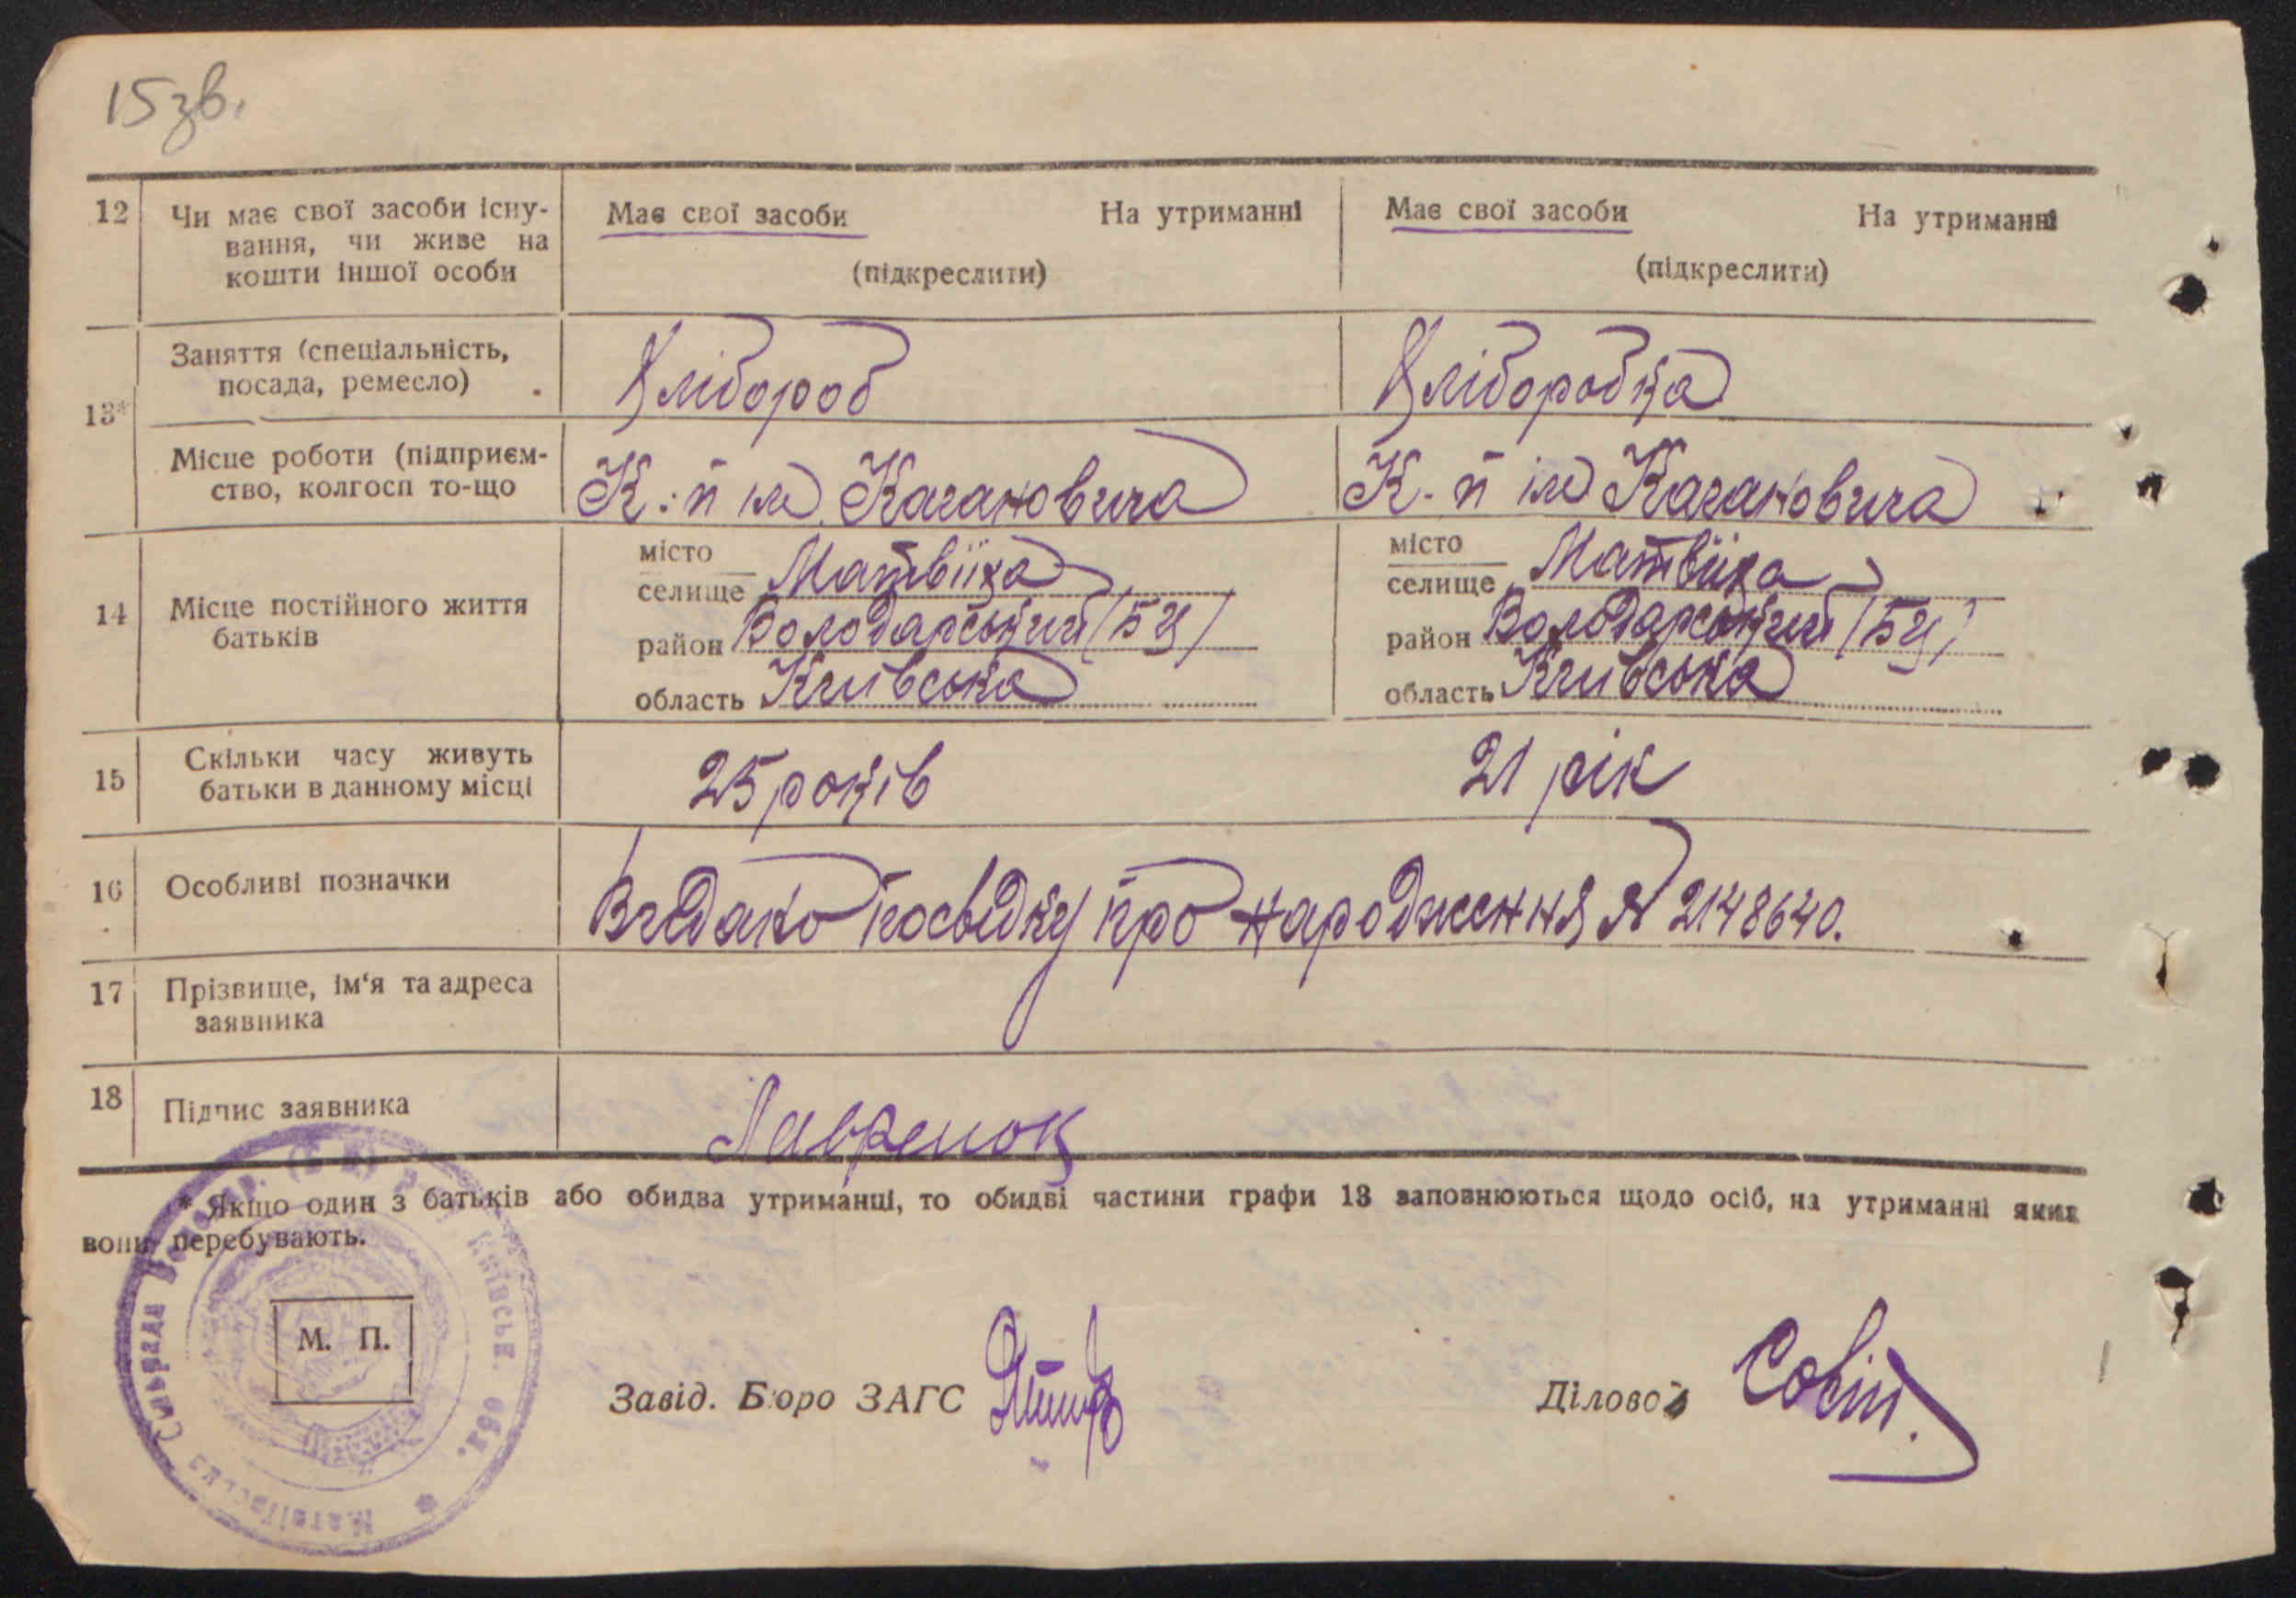 15зв.
12 Чи має свої засоби існу- Має свої засоби На утриманні Має свої засоби На утриманні
вання, чи живе на
кошти іншої особи (підкреслити) (підкреслити)
13* Заняття (спеціальність, Хлібороб Хлібородка
посада, ремесло)
Місце роботи (підприєм- К-п ім. Кагановича К-п ім Кагановича
ство, колгосп то-що
14 Місце постійного життя
батьків
місто
селище Матвіїха
район Володарський (БЦ)
область Київська
місто
селище Матвіїха
район Володарський (БЦ)
область Київська
15 Скільки часу живуть 25 років 21 рік
батьки в данному місці
16 Особливі позначки Видано посвідку про народження № 2148640.
17 Прізвище, ім'я та адреса
заявника
18 Підпис заявника Лавренюк
* Якщо один з батьків або обидва утриманці, то обидві частини графи 13 заповнюються щодо осіб, на утриманні яких
вони перебувають.
Матвіїхська Сільрада Володар. (Б Ц) р. Київськ. обл.
М. П.
Завід. Бюро ЗАГС
Діловод